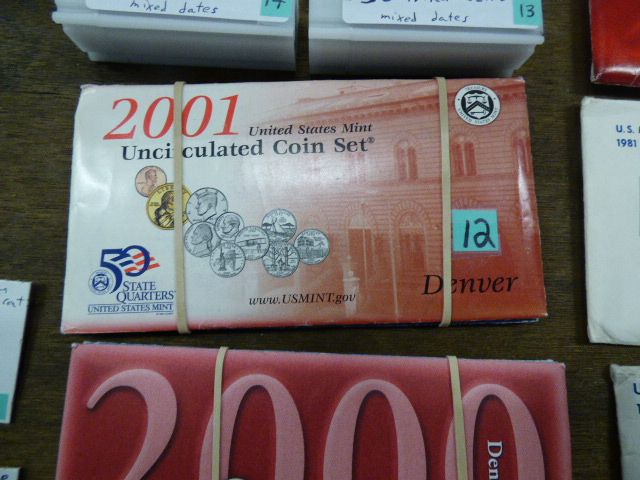 14
mixed dates
mixed dates
13
2001 United States Mint
Uncirculated Coin Set®
12
50
STATE
QUARTERS
UNITED STATES MINT
www.USMINT.gov
Denver
2000
Den
U.S.
1981